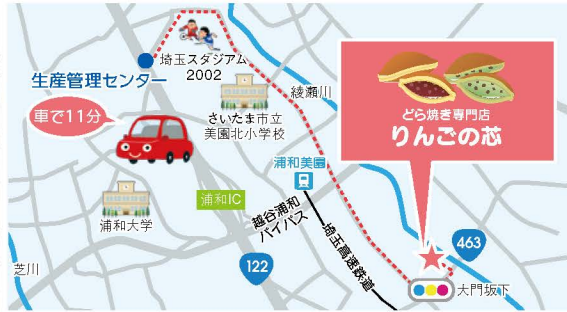 埼玉スタジアム
2002
生産管理センター
車で11分
さいたま市立
美園北小学校
綾瀬川
どら焼き専門店
りんごの芯
浦和美園
浦和IC
越谷浦和
バイパス
浦和大学
埼玉高速鉄道
463
122
芝川
大門坂下